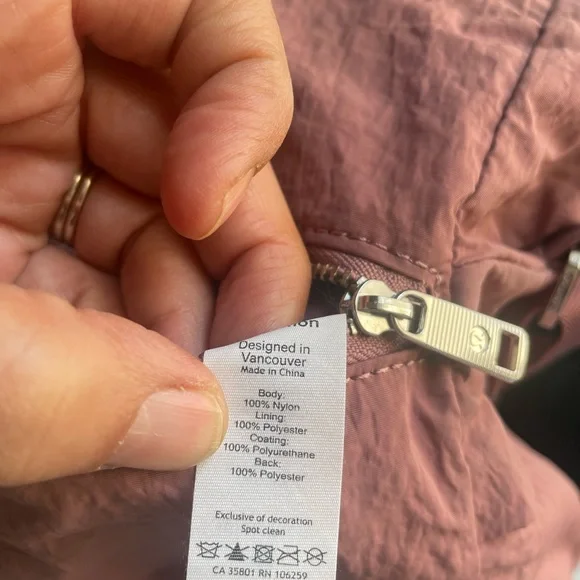 Designed in
Vancouver
Made in China
Body:
100% Nylon
Lining:
100% Polyester
Coating:
100% Polyurethane
Back:
100% Polyester
Exclusive of decoration
Spot clean
CA 35801 RN 106259